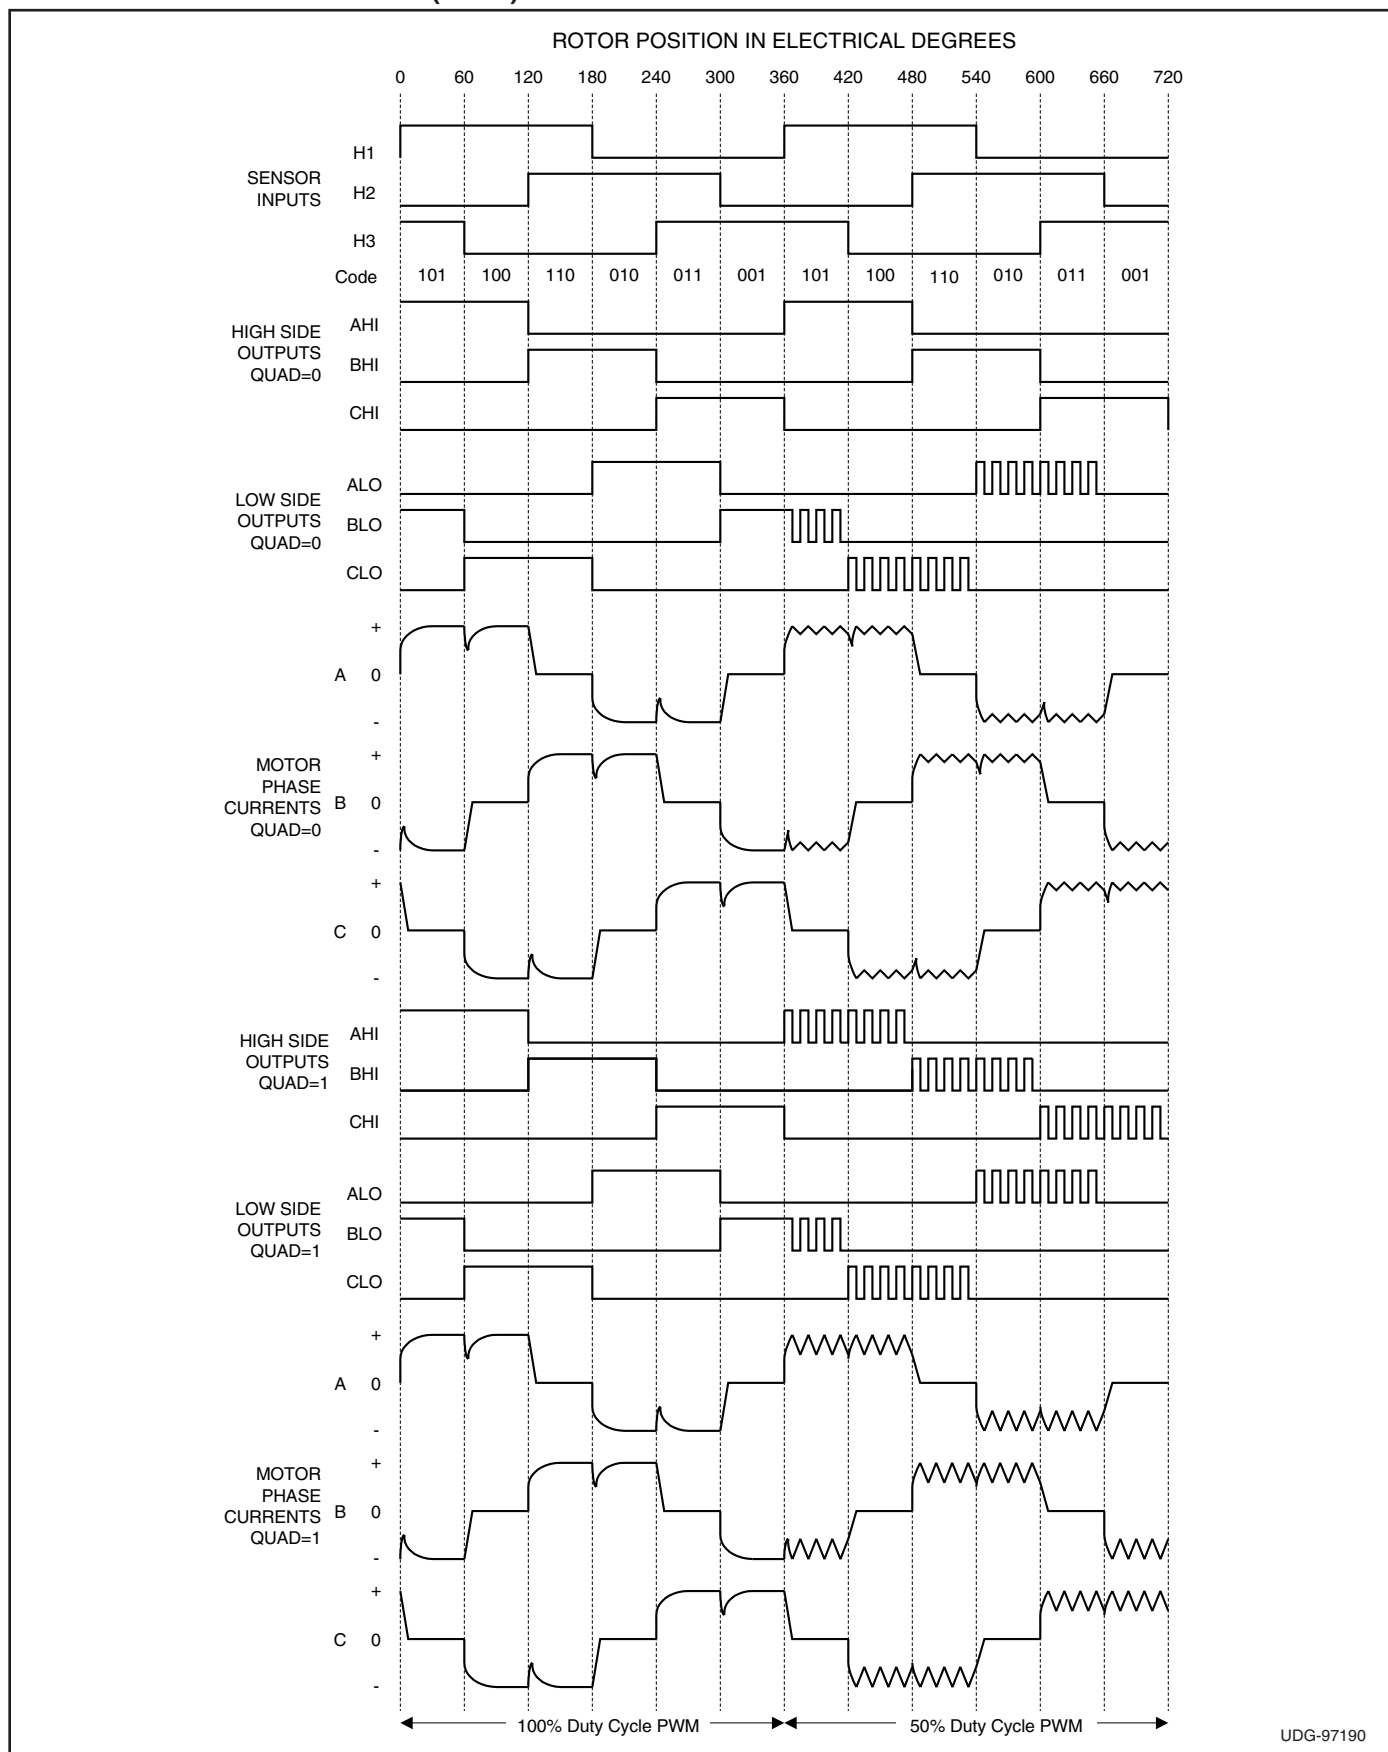 ROTOR POSITION IN ELECTRICAL DEGREES
0 60 120 180 240 300 360 420 480 540 600 660 720
H1
SENSOR
INPUTS
H2
H3
Code 101 100 110 010 011 001 101 100 110 010 011 001
HIGH SIDE
OUTPUTS
QUAD=0
AHI
BHI
CHI
LOW SIDE
OUTPUTS
QUAD=0
ALO
BLO
CLO
+
A 0
-
MOTOR
PHASE
CURRENTS
QUAD=0
+
B 0
-
+
C 0
-
HIGH SIDE
OUTPUTS
QUAD=1
AHI
BHI
CHI
LOW SIDE
OUTPUTS
QUAD=1
ALO
BLO
CLO
+
A 0
-
MOTOR
PHASE
CURRENTS
QUAD=1
+
B 0
-
+
C 0
-
100% Duty Cycle PWM 50% Duty Cycle PWM
UDG-97190